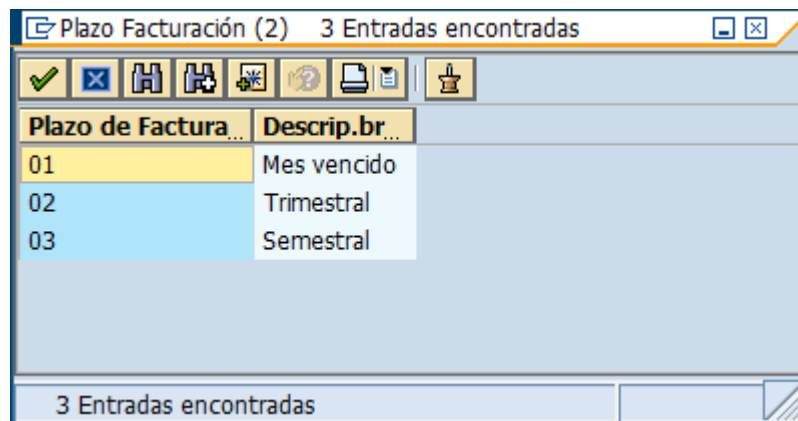 Plazo Facturación (2) 3 Entradas encontradas
Plazo de Factura... Descrip.br...
01 Mes vencido
02 Trimestral
03 Semestral
3 Entradas encontradas